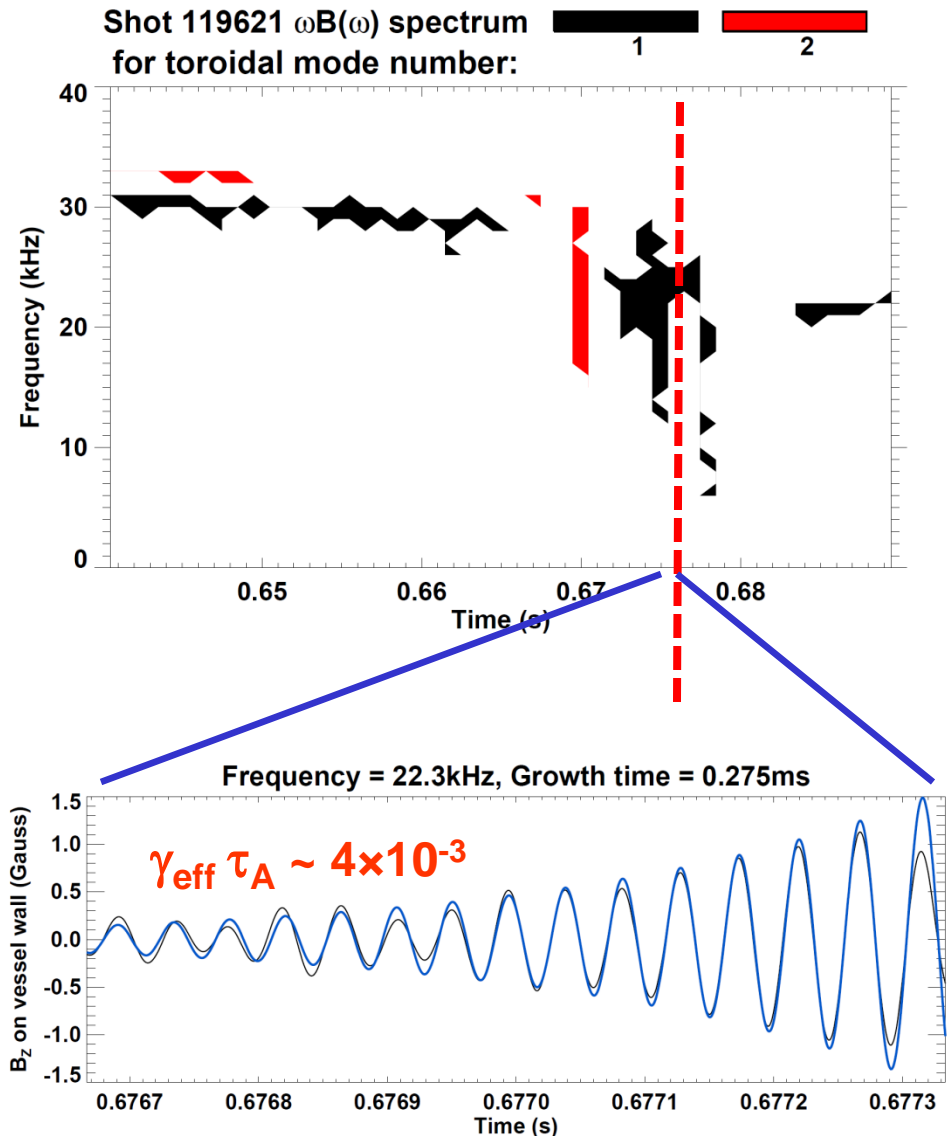 Shot 119621 ωB(ω) spectrum
for toroidal mode number:
1 2
40
30
20
10
0
Frequency (kHz)
0.65 0.66 0.67 0.68
Time (s)
Frequency = 22.3kHz, Growth time = 0.275ms
1.5
1.0
0.5
0.0
-0.5
-1.0
-1.5
B_Z on vessel wall (Gauss)
γ_eff τ_A ~ 4×10⁻³
0.6767 0.6768 0.6769 0.6770 0.6771 0.6772 0.6773
Time (s)